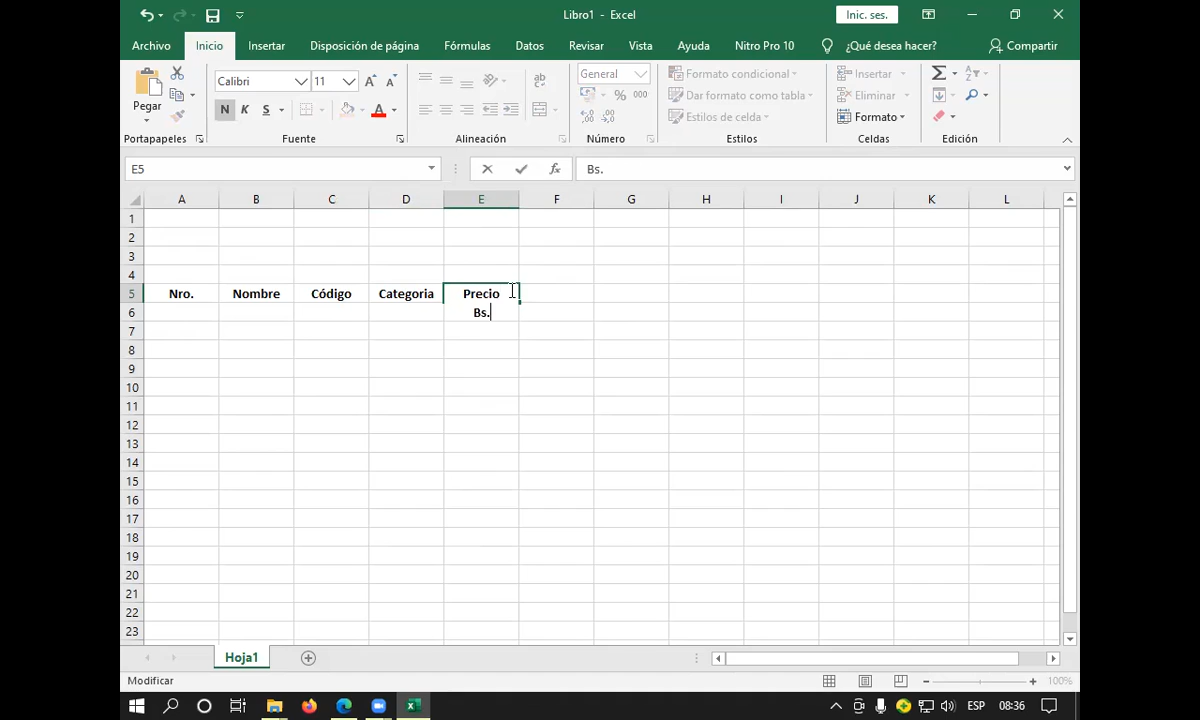 Libro1 - Excel
Inic. ses.
Archivo Inicio Insertar Disposición de página Fórmulas Datos Revisar Vista Ayuda Nitro Pro 10 ¿Qué desea hacer? Compartir
Pegar
Calibri 11
N K S
General
% 000
Formato condicional
Dar formato como tabla
Estilos de celda
Insertar
Eliminar
Formato
Portapapeles Fuente Alineación Número Estilos Celdas Edición
E5 fx Bs.
A B C D E F G H I J K L
1
2
3
4
5 Nro. Nombre Código Categoria Precio
6 Bs.
7
8
9
10
11
12
13
14
15
16
17
18
19
20
21
22
23
Hoja1
Modificar 100%
ESP 08:36